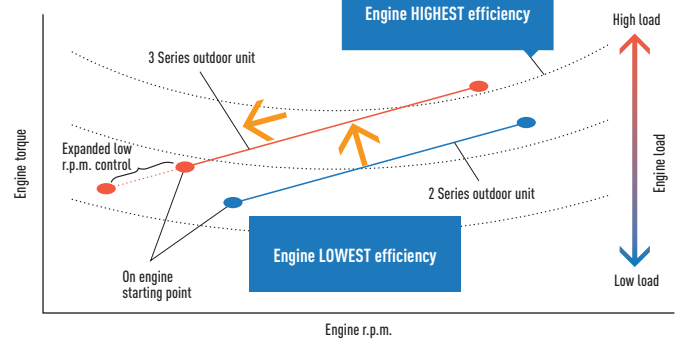 Engine HIGHEST efficiency
High load
3 Series outdoor unit
Expanded low
r.p.m. control
Engine torque
Engine load
2 Series outdoor unit
Engine LOWEST efficiency
On engine
starting point
Low load
Engine r.p.m.